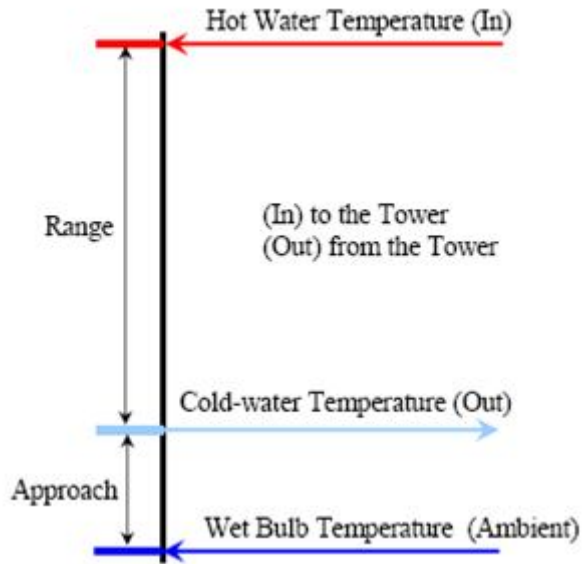 Hot Water Temperature (In)
Range
(In) to the Tower
(Out) from the Tower
Cold-water Temperature (Out)
Approach
Wet Bulb Temperature (Ambient)